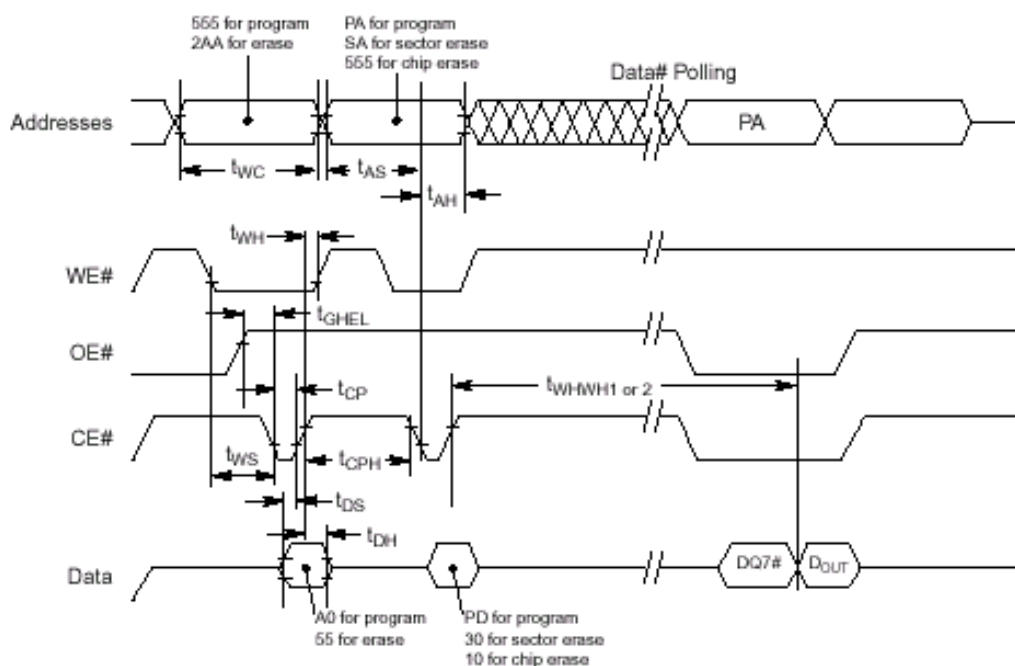 555 for program
2AA for erase
PA for program
SA for sector erase
555 for chip erase
Data# Polling
Addresses
PA
tWC
tAS
tAH
tWH
WE#
tGHEL
OE#
tCP
tWHWH1 or 2
CE#
tWS
tCPH
tDS
tDH
Data
DQ7#
DOUT
A0 for program
55 for erase
PD for program
30 for sector erase
10 for chip erase